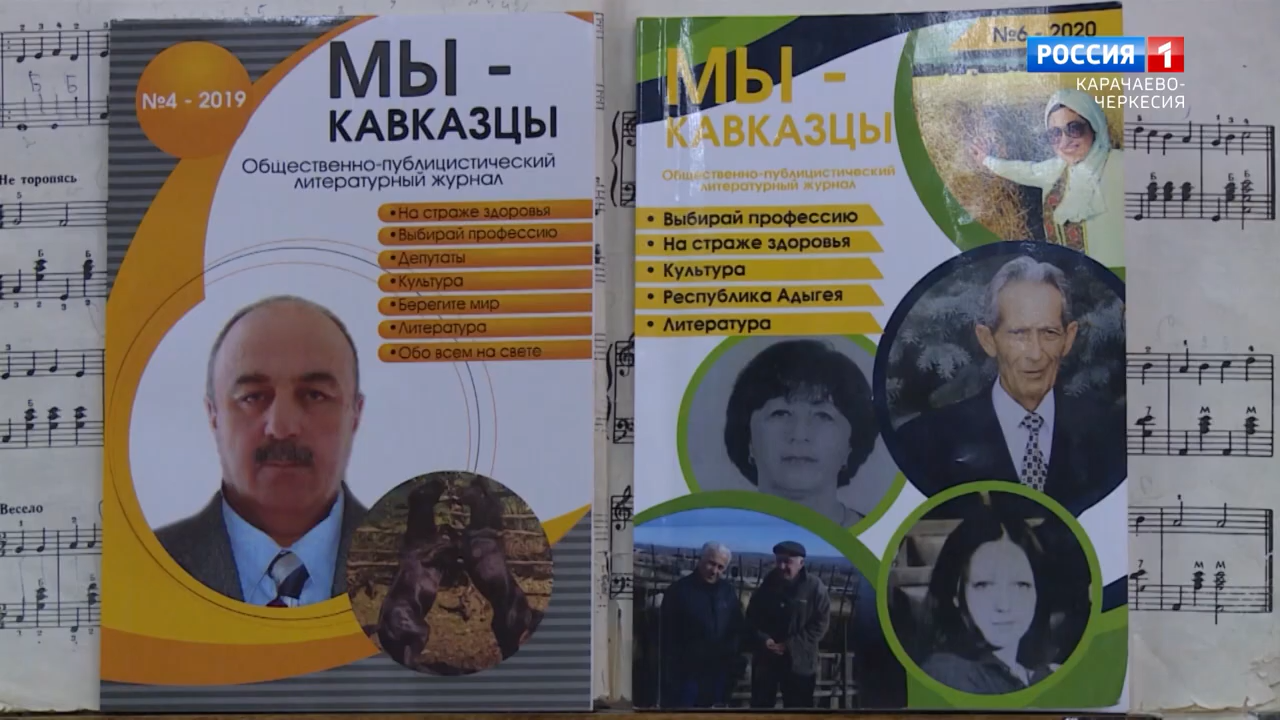 РОССИЯ 1
КАРАЧАЕВО-
ЧЕРКЕСИЯ
№4 - 2019
МЫ -
КАВКАЗЦЫ
Общественно-публицистический
литературный журнал
• На страже здоровья
• Выбирай профессию
• Депутаты
• Культура
• Берегите мир
• Литература
• Обо всем на свете
№6 - 2020
МЫ -
КАВКАЗЦЫ
Общественно-публицистический
литературный журнал
• Выбирай профессию
• На страже здоровья
• Культура
• Республика Адыгея
• Литература
Не торопясь
Весело